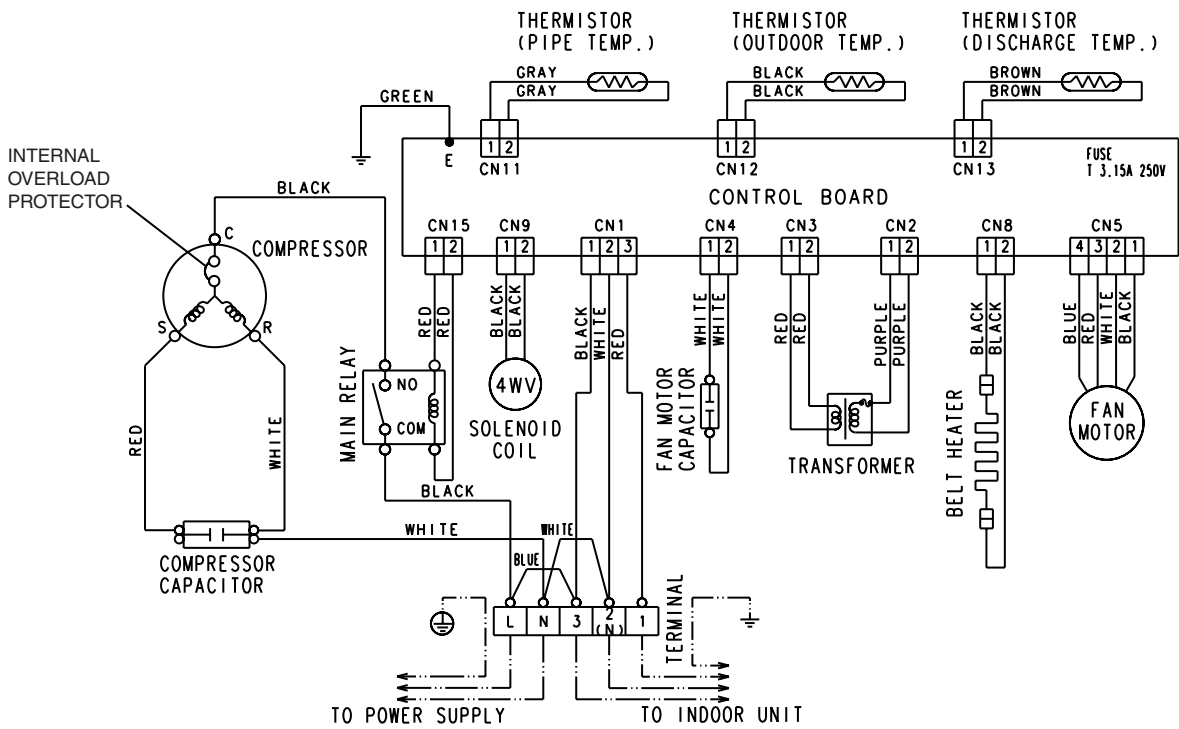 THERMISTOR
(PIPE TEMP.)
THERMISTOR
(OUTDOOR TEMP.)
THERMISTOR
(DISCHARGE TEMP.)
GRAY
GRAY
BLACK
BLACK
BROWN
BROWN
GREEN
E
1 2
CN11
1 2
CN12
1 2
CN13
FUSE
T 3.15A 250V
CONTROL BOARD
INTERNAL
OVERLOAD
PROTECTOR
BLACK
C
COMPRESSOR
S
R
CN15
1 2
CN9
1 2
CN1
1 2 3
CN4
1 2
CN3
1 2
CN2
1 2
CN8
1 2
CN5
4 3 2 1
RED
RED
BLACK
BLACK
BLACK
WHITE
RED
WHITE
WHITE
RED
RED
PURPLE
PURPLE
BLACK
BLACK
BLUE
RED
WHITE
BLACK
MAIN RELAY
NO
COM
4WV
SOLENOID
COIL
FAN MOTOR
CAPACITOR
TRANSFORMER
BELT HEATER
FAN
MOTOR
RED
WHITE
BLACK
WHITE
WHITE
BLUE
COMPRESSOR
CAPACITOR
L N 3 2
(N) 1
TERMINAL
TO POWER SUPPLY
TO INDOOR UNIT